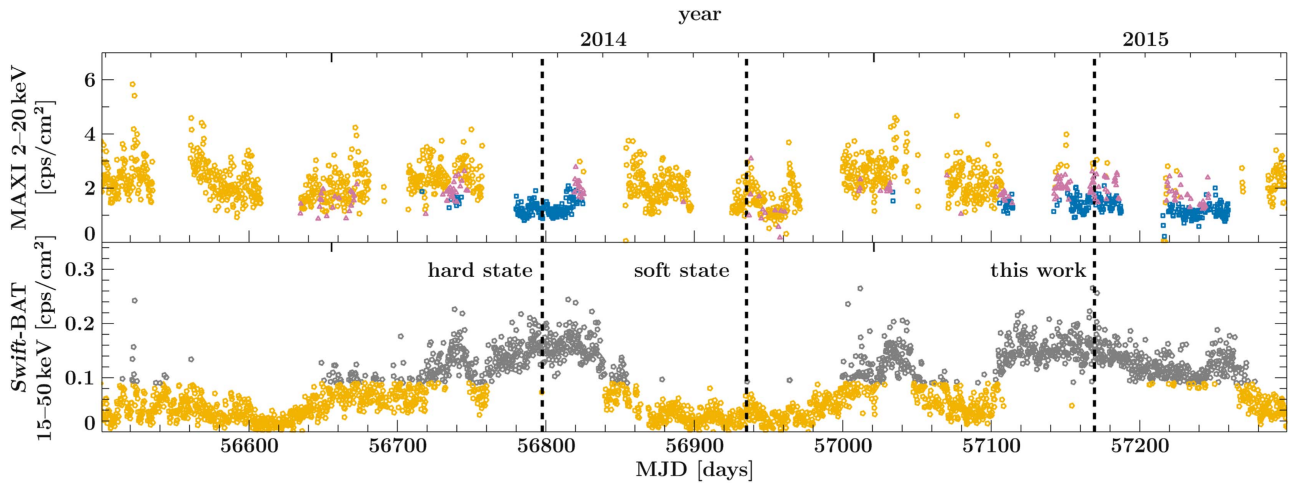 year
2014 2015
MAXI 2–20 keV
[cps/cm²]
6
4
2
0
hard state soft state this work
Swift-BAT
15–50 keV [cps/cm²]
0.3
0.2
0.1
0
56600 56700 56800 56900 57000 57100 57200
MJD [days]